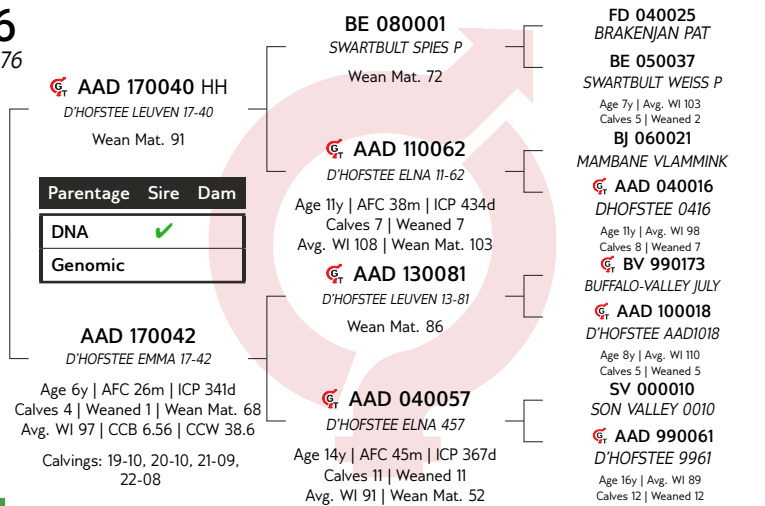 6
76
AAD 170040 HH
D'HOFSTEE LEUVEN 17-40
Wean Mat. 91
Parentage Sire Dam
DNA ✔
Genomic
AAD 170042
D'HOFSTEE EMMA 17-42
Age 6y | AFC 26m | ICP 341d
Calves 4 | Weaned 1 | Wean Mat. 68
Avg. WI 97 | CCB 6.56 | CCW 38.6
Calvings: 19-10, 20-10, 21-09,
22-08
BE 080001
SWARTBULT SPIES P
Wean Mat. 72
GT AAD 110062
D'HOFSTEE ELNA 11-62
Age 11y | AFC 38m | ICP 434d
Calves 7 | Weaned 7
Avg. WI 108 | Wean Mat. 103
GT AAD 130081
D'HOFSTEE LEUVEN 13-81
Wean Mat. 86
GT AAD 040057
D'HOFSTEE ELNA 457
Age 14y | AFC 45m | ICP 367d
Calves 11 | Weaned 11
Avg. WI 91 | Wean Mat. 52
FD 040025
BRAKENJAN PAT
BE 050037
SWARTBULT WEISS P
Age 7y | Avg. WI 103
Calves 5 | Weaned 2
BJ 060021
MAMBANE VLAMMINK
GT AAD 040016
DHOFSTEE 0416
Age 11y | Avg. WI 98
Calves 8 | Weaned 7
GT BV 990173
BUFFALO-VALLEY JULY
GT AAD 100018
D'HOFSTEE AAD1018
Age 8y | Avg. WI 110
Calves 5 | Weaned 5
SV 000010
SON VALLEY 0010
GT AAD 990061
D'HOFSTEE 9961
Age 16y | Avg. WI 89
Calves 12 | Weaned 12